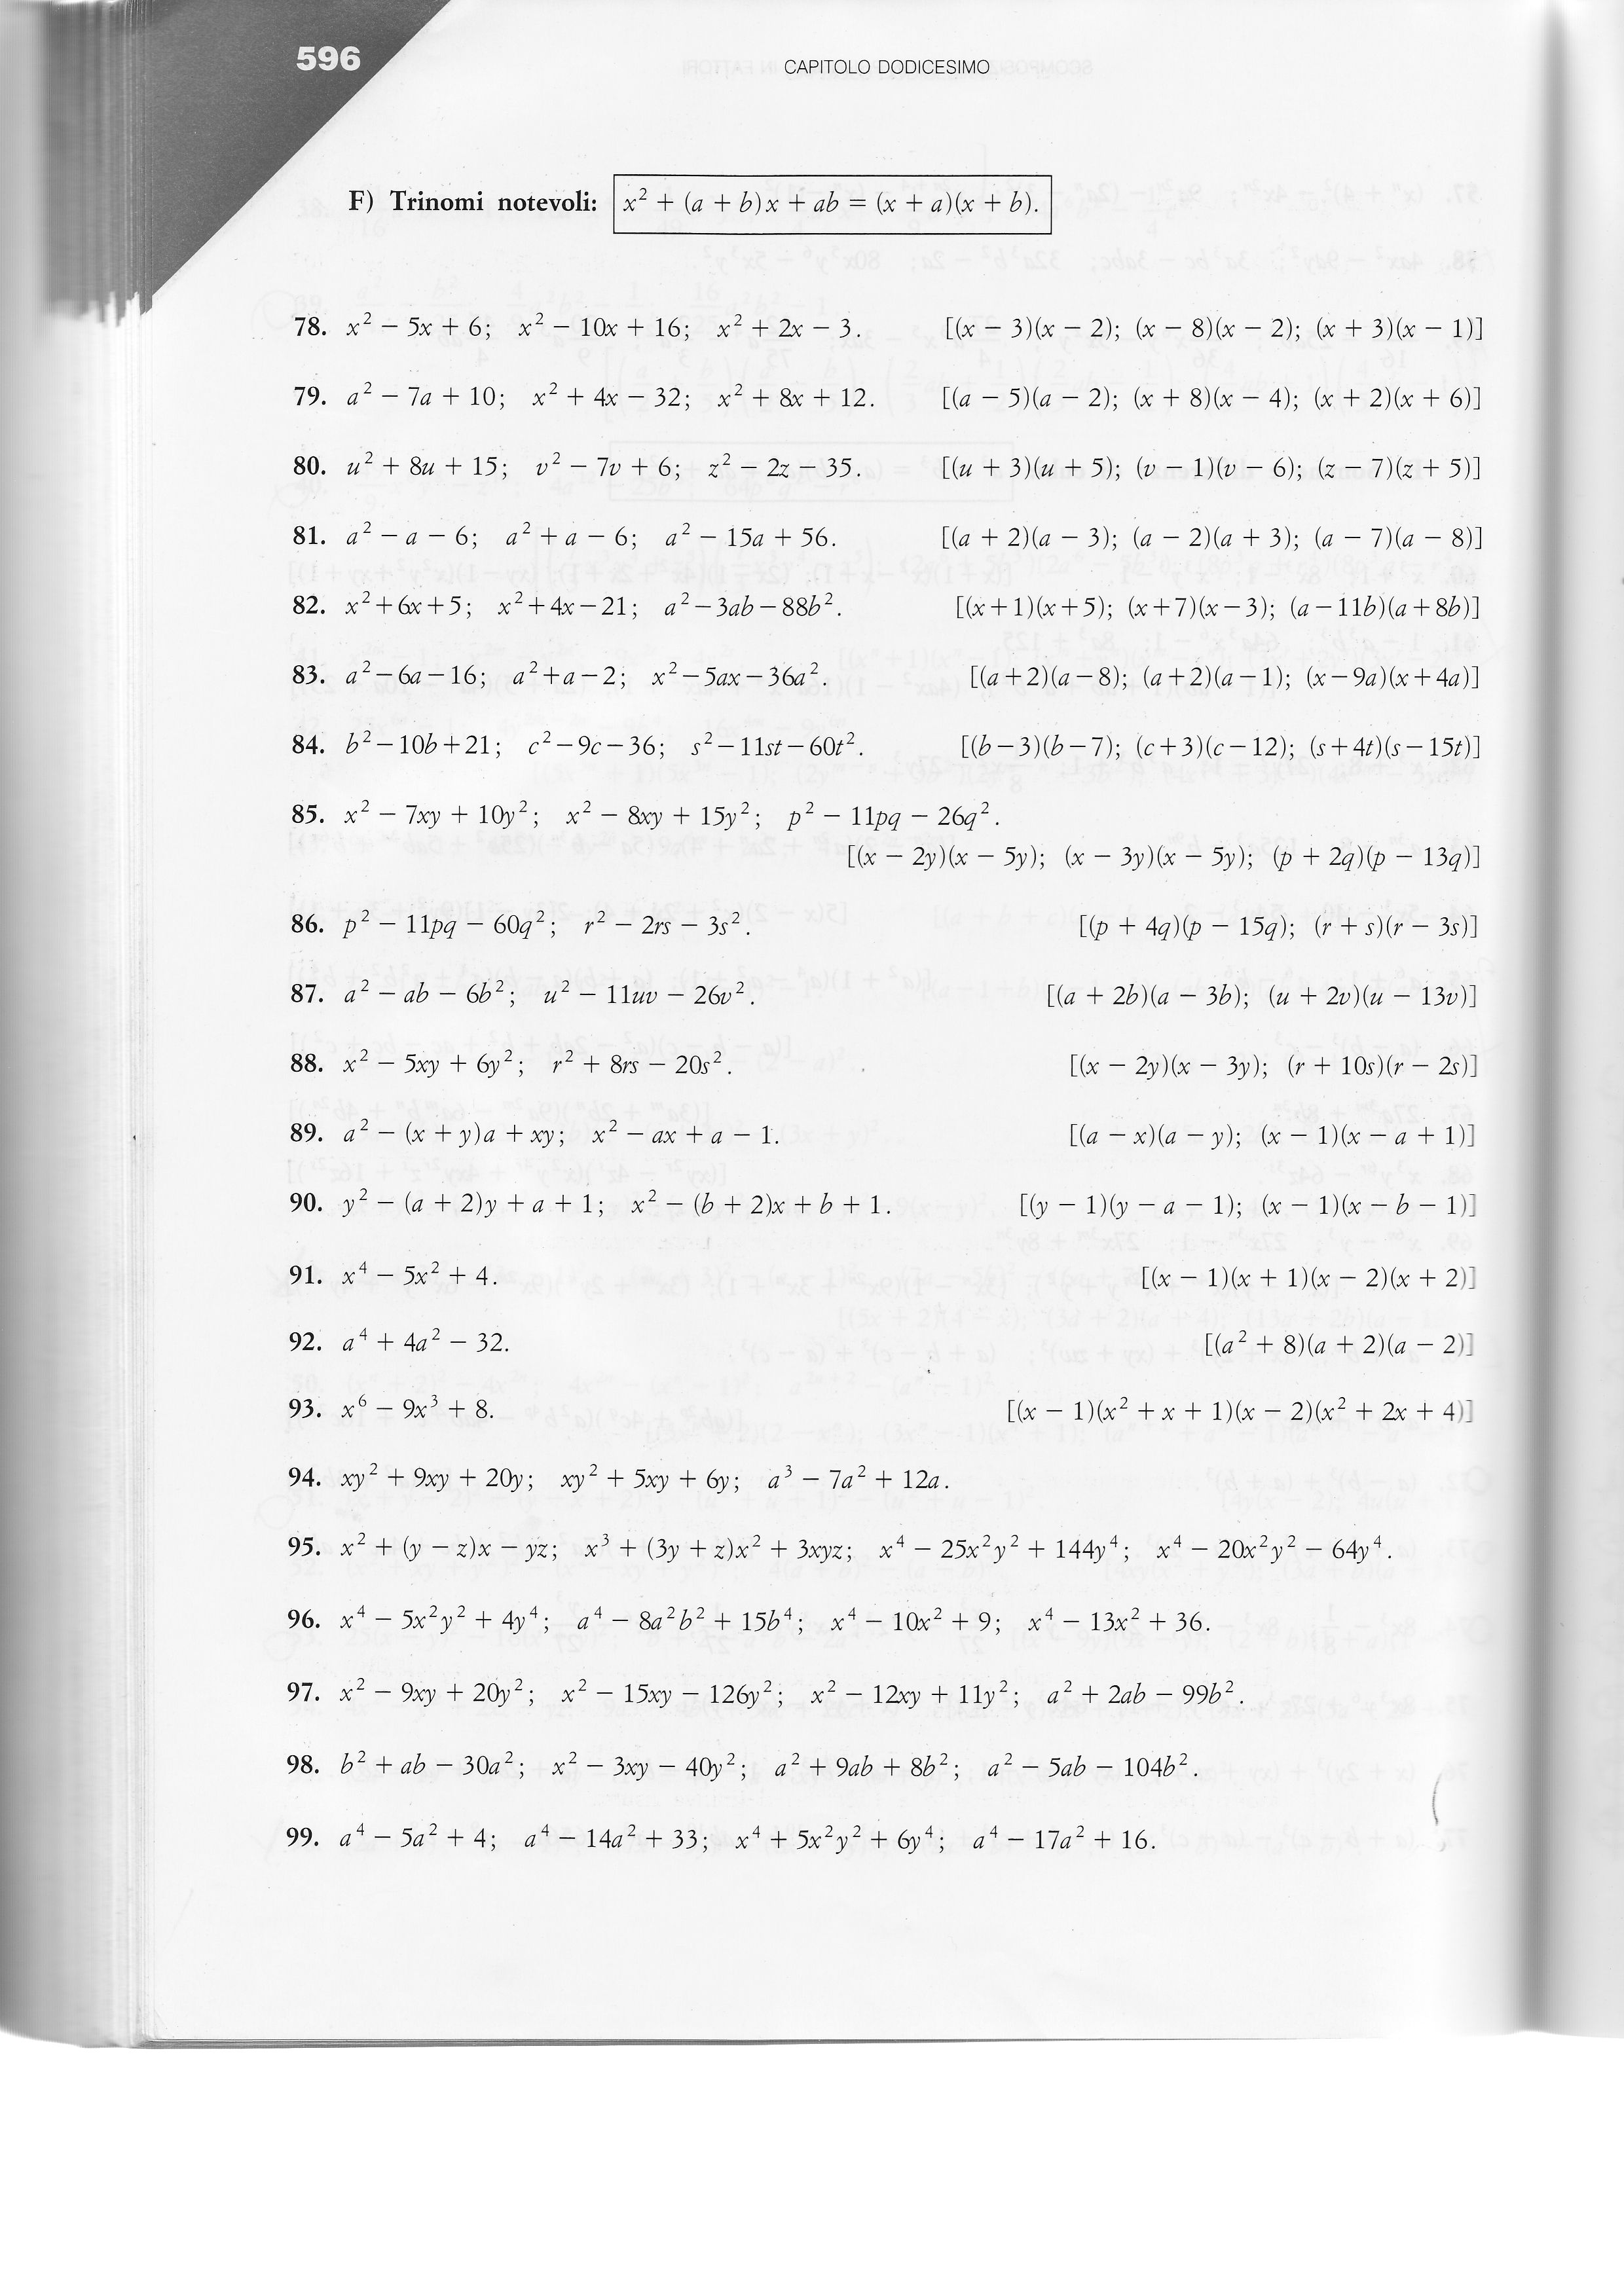 596
CAPITOLO DODICESIMO
F) Trinomi notevoli: x² + (a + b)x + ab = (x + a)(x + b).
78. x² − 5x + 6; x² − 10x + 16; x² + 2x − 3. [(x − 3)(x − 2); (x − 8)(x − 2); (x + 3)(x − 1)]
79. a² − 7a + 10; x² + 4x − 32; x² + 8x + 12. [(a − 5)(a − 2); (x + 8)(x − 4); (x + 2)(x + 6)]
80. u² + 8u + 15; v² − 7v + 6; z² − 2z − 35. [(u + 3)(u + 5); (v − 1)(v − 6); (z − 7)(z + 5)]
81. a² − a − 6; a² + a − 6; a² − 15a + 56. [(a + 2)(a − 3); (a − 2)(a + 3); (a − 7)(a − 8)]
82. x² + 6x + 5; x² + 4x − 21; a² − 3ab − 88b². [(x + 1)(x + 5); (x + 7)(x − 3); (a − 11b)(a + 8b)]
83. a² − 6a − 16; a² + a − 2; x² − 5ax − 36a². [(a + 2)(a − 8); (a + 2)(a − 1); (x − 9a)(x + 4a)]
84. b² − 10b + 21; c² − 9c − 36; s² − 11st − 60t². [(b − 3)(b − 7); (c + 3)(c − 12); (s + 4t)(s − 15t)]
85. x² − 7xy + 10y²; x² − 8xy + 15y²; p² − 11pq − 26q².
[(x − 2y)(x − 5y); (x − 3y)(x − 5y); (p + 2q)(p − 13q)]
86. p² − 11pq − 60q²; r² − 2rs − 3s². [(p + 4q)(p − 15q); (r + s)(r − 3s)]
87. a² − ab − 6b²; u² − 11uv − 26v². [(a + 2b)(a − 3b); (u + 2v)(u − 13v)]
88. x² − 5xy + 6y²; r² + 8rs − 20s². [(x − 2y)(x − 3y); (r + 10s)(r − 2s)]
89. a² − (x + y)a + xy; x² − ax + a − 1. [(a − x)(a − y); (x − 1)(x − a + 1)]
90. y² − (a + 2)y + a + 1; x² − (b + 2)x + b + 1. [(y − 1)(y − a − 1); (x − 1)(x − b − 1)]
91. x⁴ − 5x² + 4. [(x − 1)(x + 1)(x − 2)(x + 2)]
92. a⁴ + 4a² − 32. [(a² + 8)(a + 2)(a − 2)]
93. x⁶ − 9x³ + 8. [(x − 1)(x² + x + 1)(x − 2)(x² + 2x + 4)]
94. xy² + 9xy + 20y; xy² + 5xy + 6y; a³ − 7a² + 12a.
95. x² + (y − z)x − yz; x³ + (3y + z)x² + 3xyz; x⁴ − 25x²y² + 144y⁴; x⁴ − 20x²y² − 64y⁴.
96. x⁴ − 5x²y² + 4y⁴; a⁴ − 8a²b² + 15b⁴; x⁴ − 10x² + 9; x⁴ − 13x² + 36.
97. x² − 9xy + 20y²; x² − 15xy − 126y²; x² − 12xy + 11y²; a² + 2ab − 99b².
98. b² + ab − 30a²; x² − 3xy − 40y²; a² + 9ab + 8b²; a² − 5ab − 104b².
99. a⁴ − 5a² + 4; a⁴ − 14a² + 33; x⁴ + 5x²y² + 6y⁴; a⁴ − 17a² + 16.